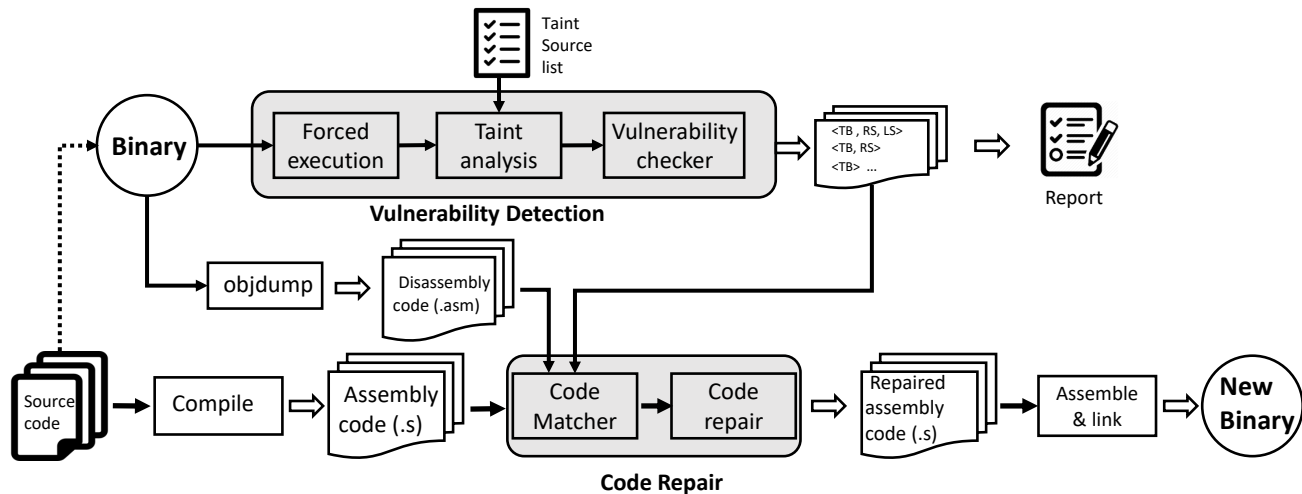 Taint
Source
list
Binary
Forced
execution
Taint
analysis
Vulnerability
checker
<TB , RS, LS>
<TB, RS>
<TB> ...
Report
Vulnerability Detection
objdump
Disassembly
code (.asm)
Source
code
Compile
Assembly
code (.s)
Code
Matcher
Code
repair
Repaired
assembly
code (.s)
Assemble
& link
New
Binary
Code Repair